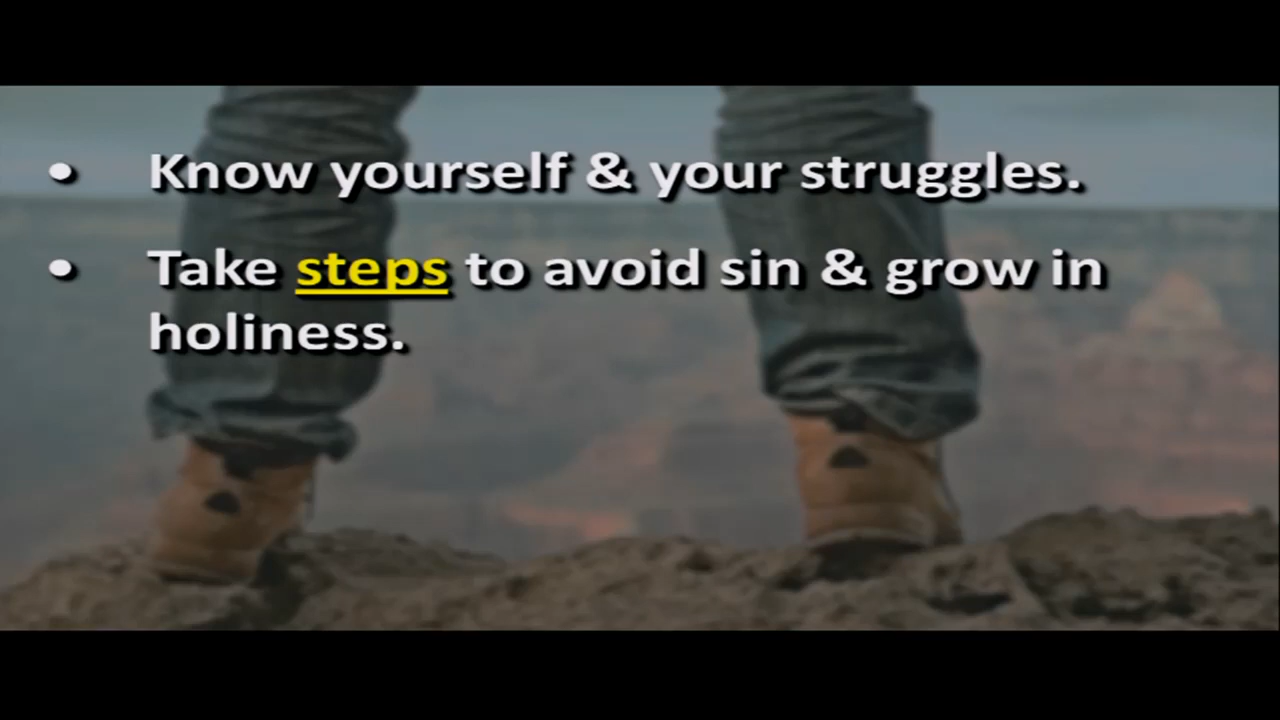 • Know yourself & your struggles.
• Take steps to avoid sin & grow in
holiness.